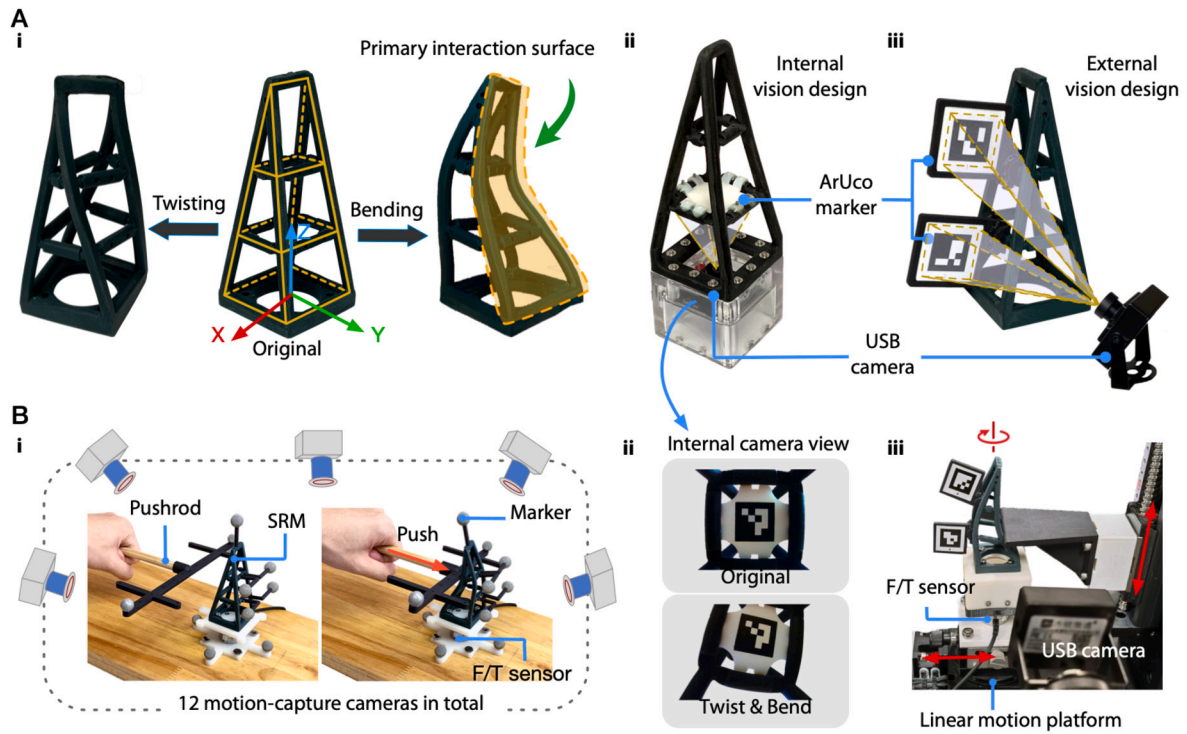 A
i
Twisting
Z
X
Y
Original
Bending
Primary interaction surface
ii
Internal
vision design
iii
External
vision design
ArUco
marker
USB
camera
B
i
Pushrod
SRM
Push
Marker
F/T sensor
12 motion-capture cameras in total
ii
Internal camera view
Original
Twist & Bend
iii
F/T sensor
USB camera
Linear motion platform